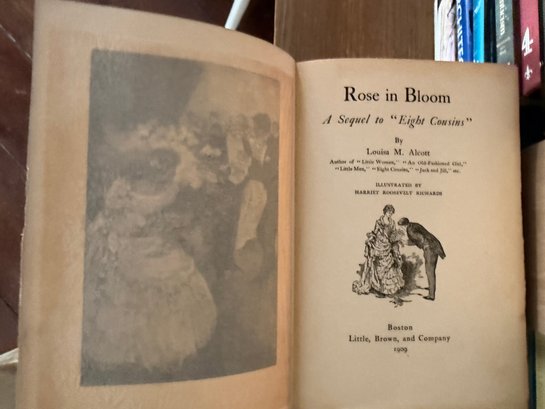 Rose in Bloom
A Sequel to "Eight Cousins"
By
Louisa M. Alcott
Author of "Little Women," "An Old-Fashioned Girl,"
"Little Men," "Eight Cousins," "Jack and Jill," etc.
ILLUSTRATED BY
HARRIET ROOSEVELT RICHARDS
Boston
Little, Brown, and Company
1909
4